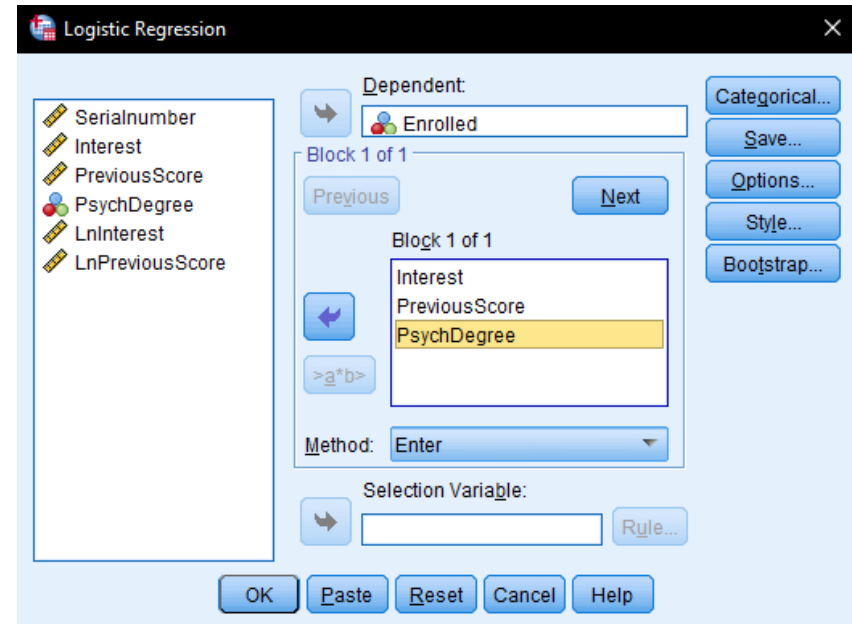 Logistic Regression
Serialnumber
Interest
PreviousScore
PsychDegree
LnInterest
LnPreviousScore
Dependent:
Enrolled
Block 1 of 1
Previous
Next
Block 1 of 1
Interest
PreviousScore
PsychDegree
>a*b>
Method: Enter
Selection Variable:
Rule...
Categorical...
Save...
Options...
Style...
Bootstrap...
OK Paste Reset Cancel Help